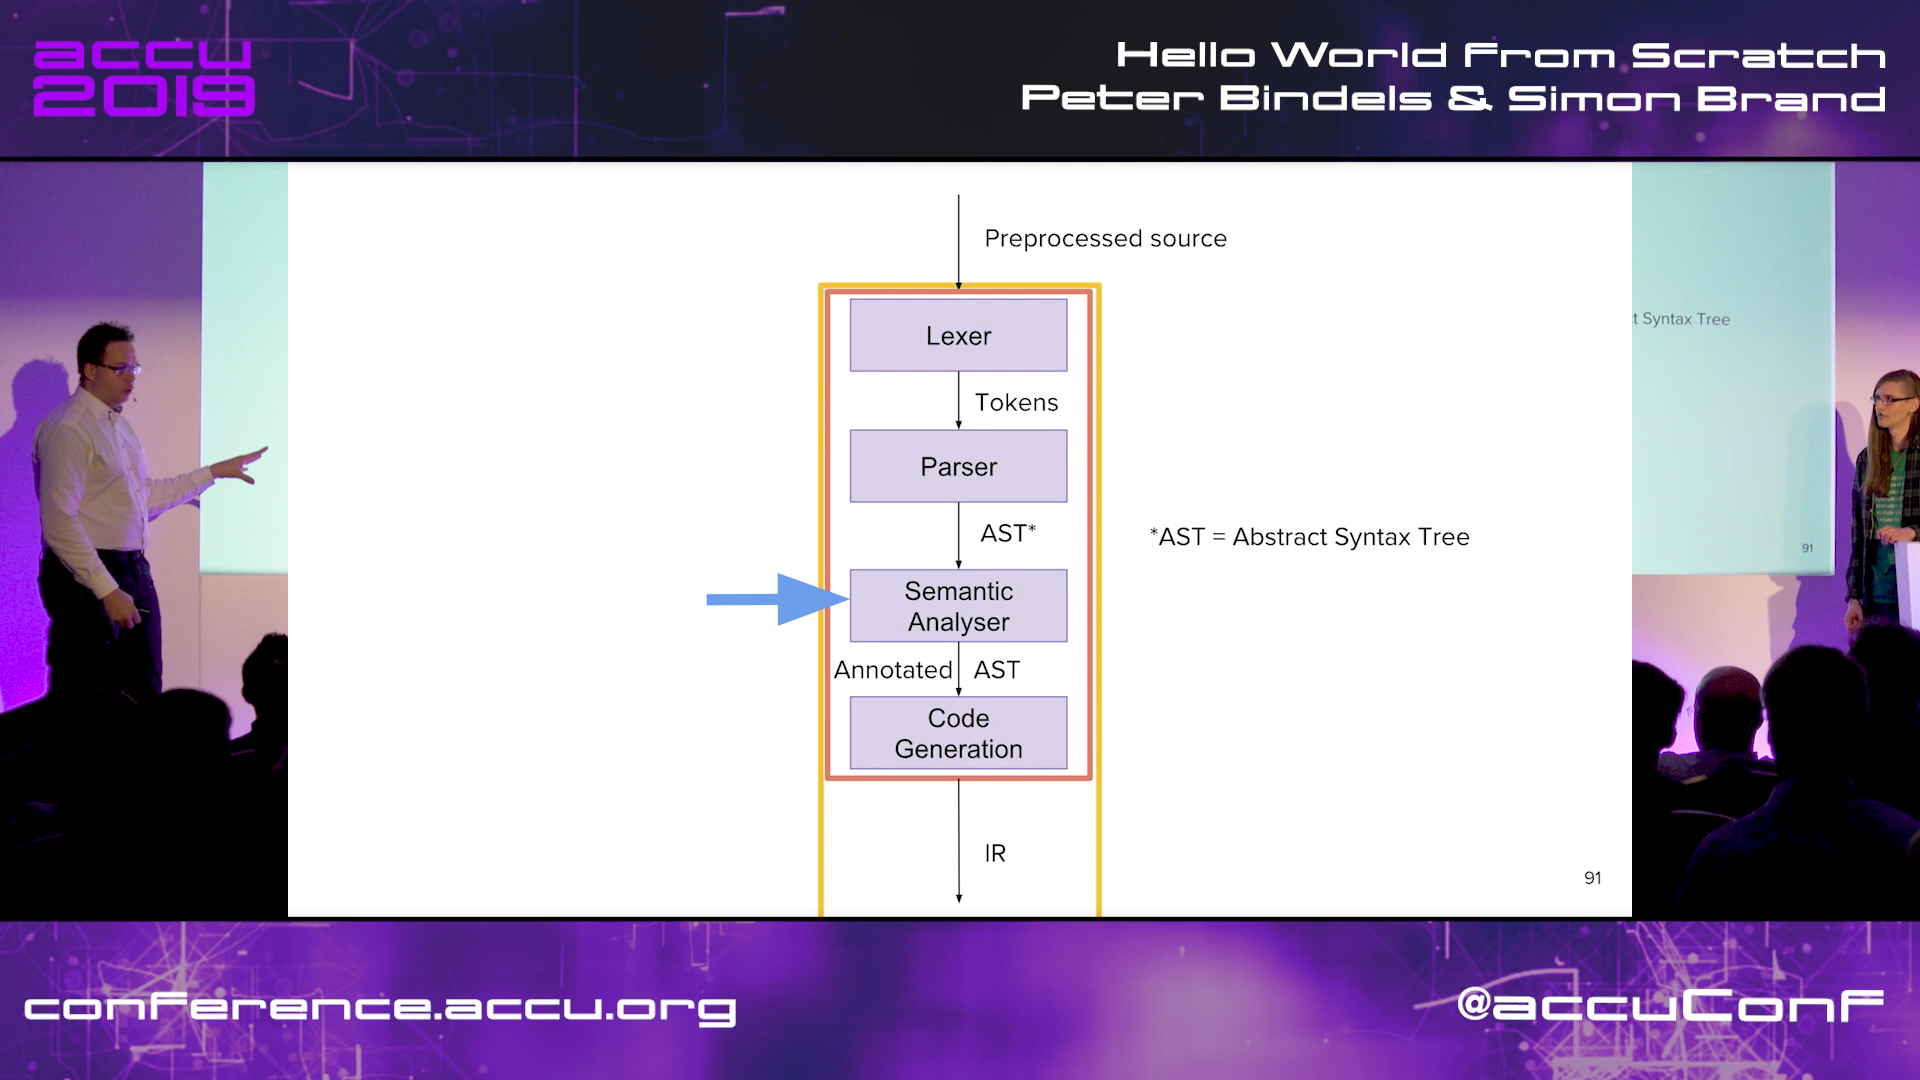 accu
2019
Hello World From Scratch
Peter Bindels & Simon Brand
Preprocessed source
Lexer
Tokens
Parser
AST*
*AST = Abstract Syntax Tree
Semantic
Analyser
Annotated AST
Code
Generation
IR
91
t Syntax Tree
91
conference.accu.org
@accuConf